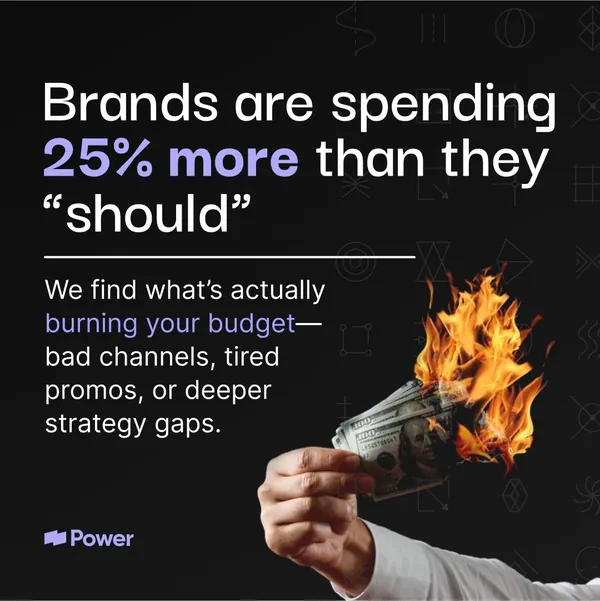 Brands are spending
25% more than they
“should”
We find what’s actually
burning your budget—
bad channels, tired
promos, or deeper
strategy gaps.
100
Power